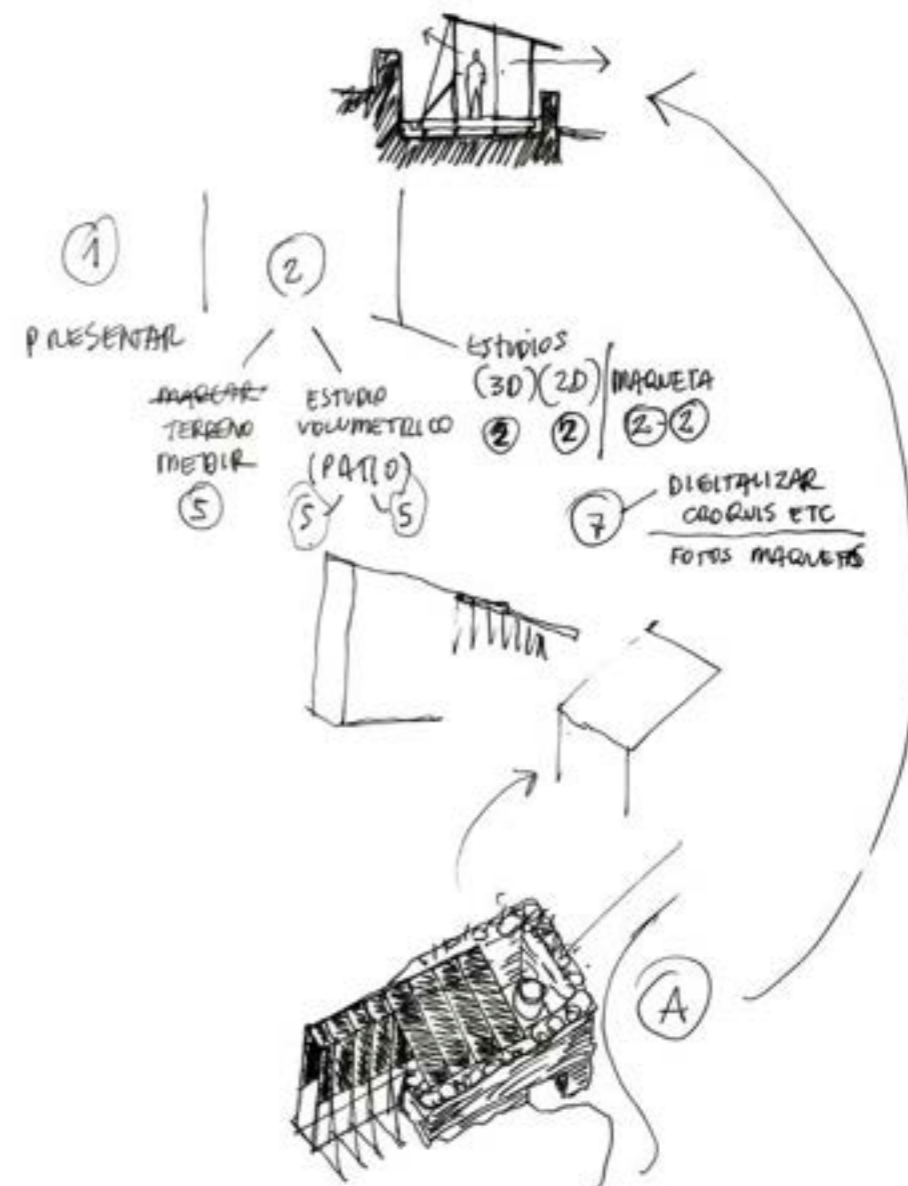 1
2
PRESENTAR
MARCAR
TERRENO
MEDIR
5
ESTUDIO
VOLUMETRICO
(PATIO)
5 5
ESTUDIOS
(3D) (2D)
2 2
MAQUETA
2-2
7
DIGITALIZAR
CROQUIS ETC
FOTOS MAQUETAS
A